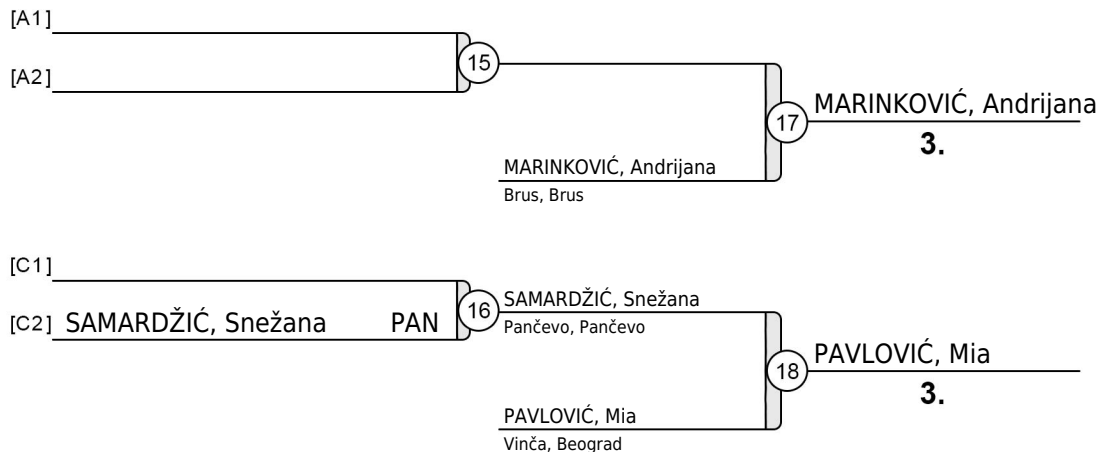 [A1]
[A2]
15
17
MARINKOVIĆ, Andrijana
3.
MARINKOVIĆ, Andrijana
Brus, Brus
[C1]
[C2] SAMARDŽIĆ, Snežana PAN
16
SAMARDŽIĆ, Snežana
Pančevo, Pančevo
18
PAVLOVIĆ, Mia
3.
PAVLOVIĆ, Mia
Vinča, Beograd